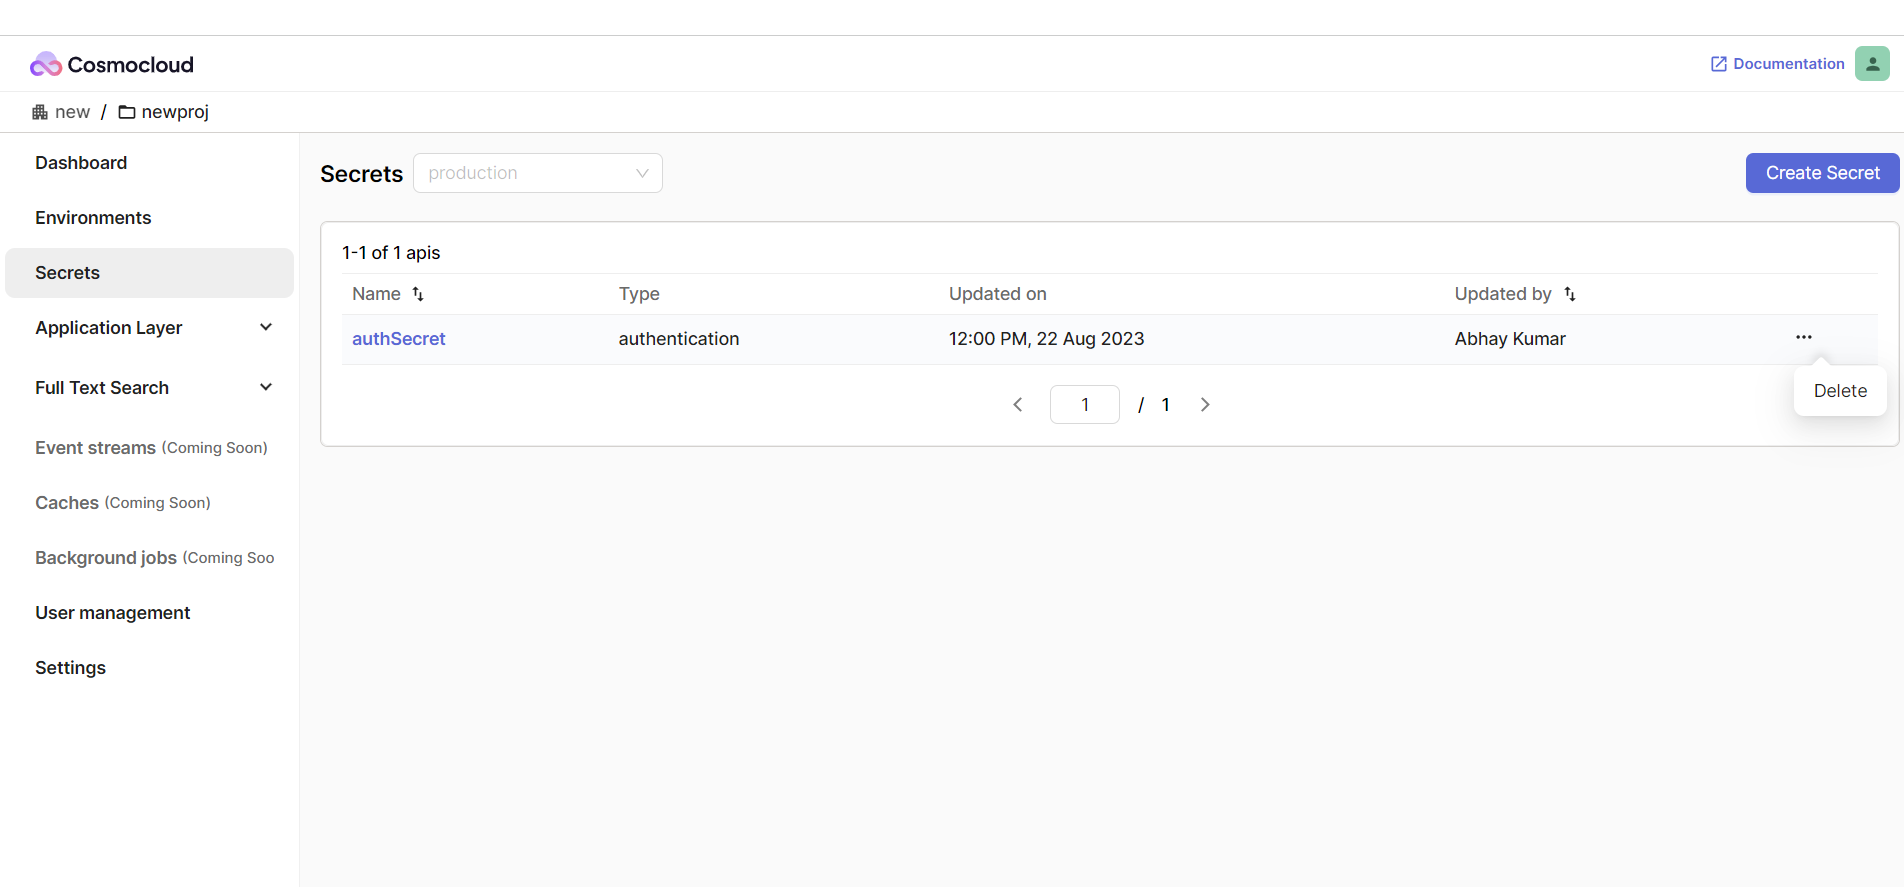 Cosmocloud
Documentation
new / newproj
Dashboard
Environments
Secrets
Application Layer
Full Text Search
Event streams (Coming Soon)
Caches (Coming Soon)
Background jobs (Coming Soo
User management
Settings
Secrets production
Create Secret
1-1 of 1 apis
Name Type Updated on Updated by
authSecret authentication 12:00 PM, 22 Aug 2023 Abhay Kumar ...
Delete
1 / 1